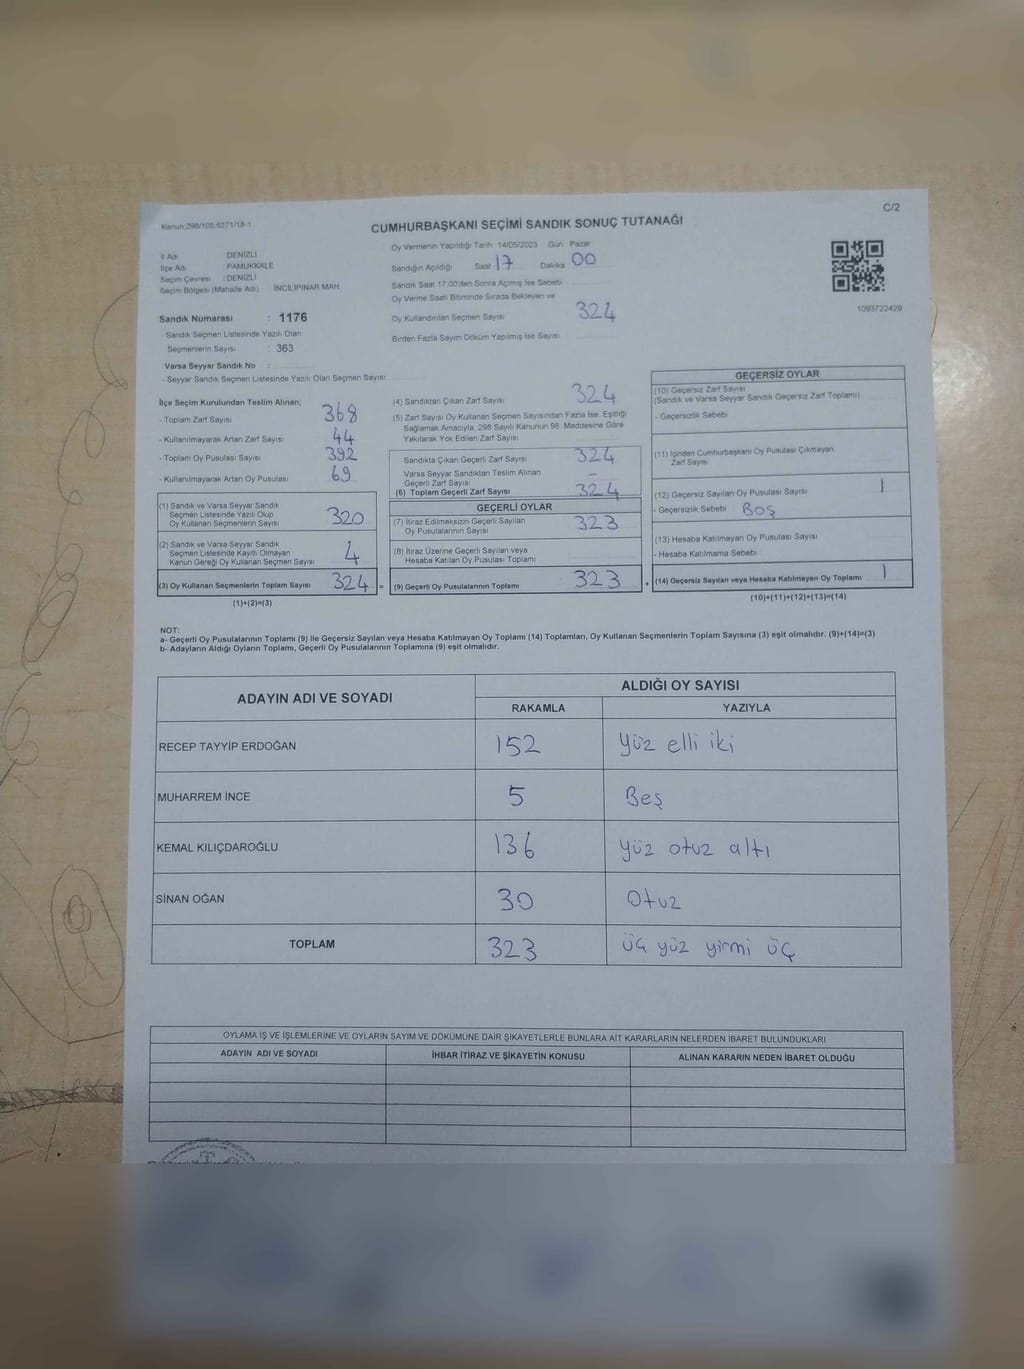 C/2
Kanun:298/105,6271/18-1
CUMHURBAŞKANI SEÇİMİ SANDIK SONUÇ TUTANAĞI
İl Adı DENİZLİ
İlçe Adı PAMUKKALE
Seçim Çevresi : DENİZLİ
Seçim Bölgesi (Mahalle Adı) İNCİLİPINAR MAH.
Oy Vermenin Yapıldığı Tarih 14/05/2023 Gün Pazar
Sandığın Açıldığı Saat 17 Dakika 00
Sandık Saat 17:00'den Sonra Açmış İse Sebebi
Oy Verme Saati Bitiminde Sırada Bekleyen ve
Oy Kullandırılan Seçmen Sayısı 324
Birden Fazla Sayım Döküm Yapılmış İse Sayısı
1093722429
Sandık Numarası : 1176
- Sandık Seçmen Listesinde Yazılı Olan
Seçmenlerin Sayısı : 363
Varsa Seyyar Sandık No :
- Seyyar Sandık Seçmen Listesinde Yazılı Olan Seçmen Sayısı
İlçe Seçim Kurulundan Teslim Alınan;
- Toplam Zarf Sayısı 368
- Kullanılmayarak Artan Zarf Sayısı 44
- Toplam Oy Pusulası Sayısı 392
- Kullanılmayarak Artan Oy Pusulası 69
(1) Sandık ve Varsa Seyyar Sandık
Seçmen Listesinde Yazılı Olup
Oy Kullanan Seçmenlerin Sayısı 320
(2) Sandık ve Varsa Seyyar Sandık
Seçmen Listesinde Kayıtlı Olmayan
Kanun Gereği Oy Kullanan Seçmen Sayısı 4
(3) Oy Kullanan Seçmenlerin Toplam Sayısı 324 =
(1)+(2)=(3)
(4) Sandıktan Çıkan Zarf Sayısı 324
(5) Zarf Sayısı Oy Kullanan Seçmen Sayısından Fazla İse, Eşitliği
Sağlamak Amacıyla, 298 Sayılı Kanunun 98. Maddesine Göre
Yakılarak Yok Edilen Zarf Sayısı
Sandıkta Çıkan Geçerli Zarf Sayısı 324
Varsa Seyyar Sandıktan Teslim Alınan
Geçerli Zarf Sayısı -
(6) Toplam Geçerli Zarf Sayısı 324
GEÇERLİ OYLAR
(7) İtiraz Edilmeksizin Geçerli Sayılan
Oy Pusulalarının Sayısı 323
(8) İtiraz Üzerine Geçerli Sayılan veya
Hesaba Katılan Oy Pusulası Toplamı
(9) Geçerli Oy Pusulalarının Toplamı 323 +
GEÇERSİZ OYLAR
(10) Geçersiz Zarf Sayısı
(Sandık ve Varsa Seyyar Sandık Geçersiz Zarf Toplamı)
- Geçersizlik Sebebi
(11) İçinden Cumhurbaşkanı Oy Pusulası Çıkmayan
Zarf Sayısı
(12) Geçersiz Sayılan Oy Pusulası Sayısı 1
- Geçersizlik Sebebi Boş
(13) Hesaba Katılmayan Oy Pusulası Sayısı
- Hesaba Katılmama Sebebi
(14) Geçersiz Sayılan veya Hesaba Katılmayan Oy Toplamı 1
(10)+(11)+(12)+(13)=(14)
NOT:
a- Geçerli Oy Pusulalarının Toplamı (9) ile Geçersiz Sayılan veya Hesaba Katılmayan Oy Toplamı (14) Toplamları, Oy Kullanan Seçmenlerin Toplam Sayısına (3) eşit olmalıdır. (9)+(14)=(3)
b- Adayların Aldığı Oyların Toplamı, Geçerli Oy Pusulalarının Toplamına (9) eşit olmalıdır.
ADAYIN ADI VE SOYADI ALDIĞI OY SAYISI
RAKAMLA YAZIYLA
RECEP TAYYİP ERDOĞAN 152 Yüz elli iki
MUHARREM İNCE 5 Beş
KEMAL KILIÇDAROĞLU 136 yüz otuz altı
SİNAN OĞAN 30 Otuz
TOPLAM 323 üç yüz yirmi üç
OYLAMA İŞ VE İŞLEMLERİNE VE OYLARIN SAYIM VE DÖKÜMÜNE DAİR ŞİKAYETLERLE BUNLARA AİT KARARLARIN NELERDEN İBARET BULUNDUKLARI
ADAYIN ADI VE SOYADI İHBAR İTİRAZ VE ŞİKAYETİN KONUSU ALINAN KARARIN NEDEN İBARET OLDUĞU